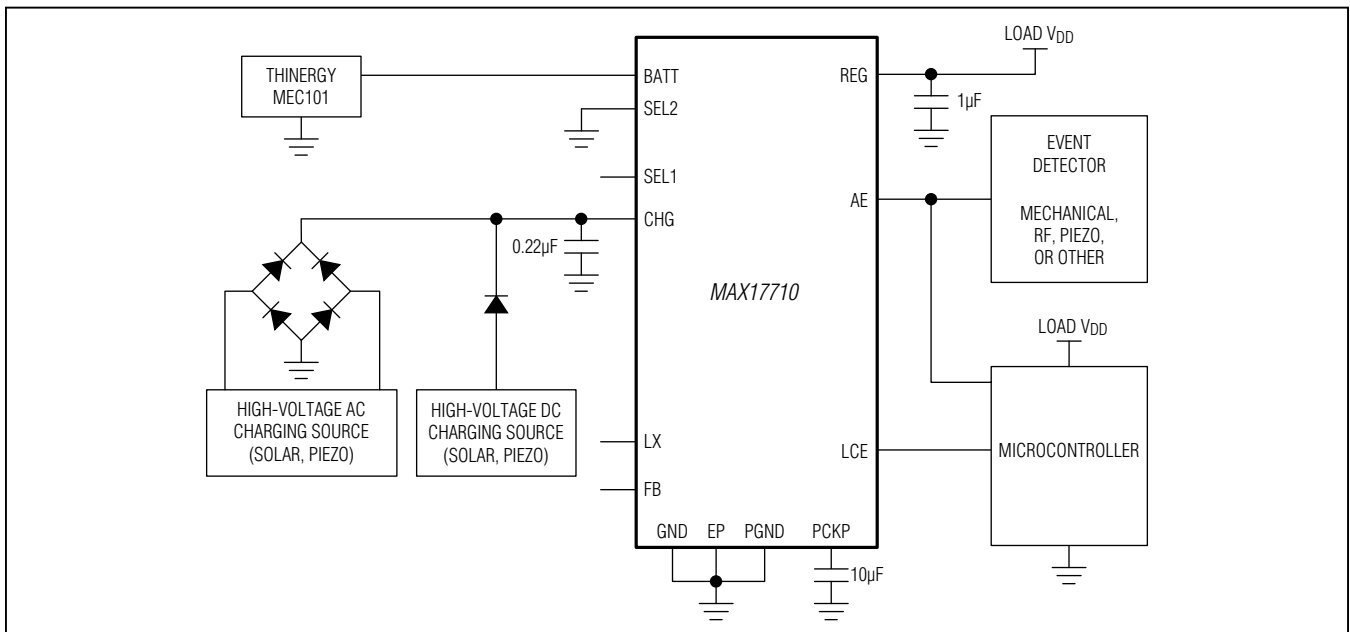 THINERGY
MEC101
BATT
SEL2
SEL1
CHG
0.22µF
HIGH-VOLTAGE AC
CHARGING SOURCE
(SOLAR, PIEZO)
HIGH-VOLTAGE DC
CHARGING SOURCE
(SOLAR, PIEZO)
LX
FB
GND EP PGND PCKP
10µF
MAX17710
REG
AE
LCE
LOAD VDD
1µF
EVENT
DETECTOR
MECHANICAL,
RF, PIEZO,
OR OTHER
LOAD VDD
MICROCONTROLLER